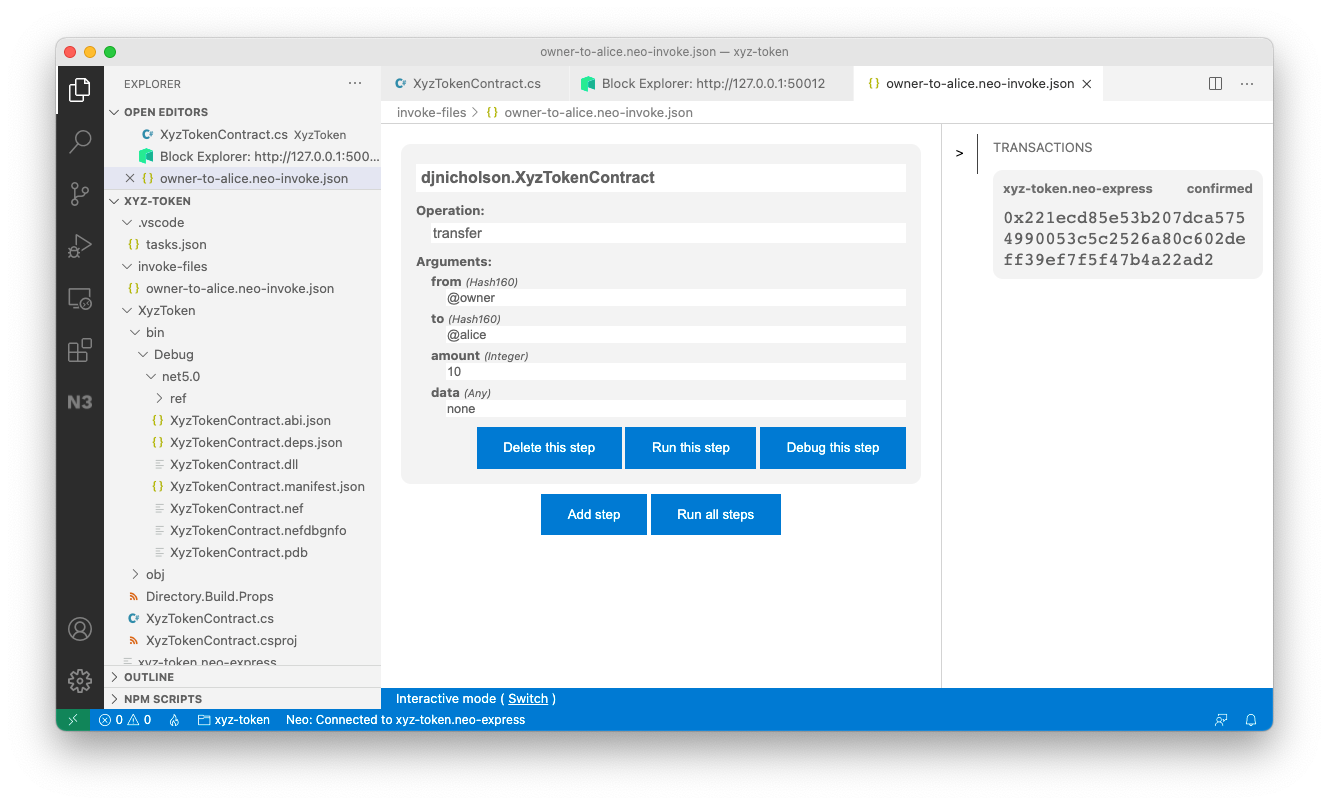 owner-to-alice.neo-invoke.json — xyz-token
EXPLORER
OPEN EDITORS
XyzTokenContract.cs XyzToken
Block Explorer: http://127.0.0.1:500...
owner-to-alice.neo-invoke.json
XYZ-TOKEN
.vscode
tasks.json
invoke-files
owner-to-alice.neo-invoke.json
XyzToken
bin
Debug
net5.0
ref
XyzTokenContract.abi.json
XyzTokenContract.deps.json
XyzTokenContract.dll
XyzTokenContract.manifest.json
XyzTokenContract.nef
XyzTokenContract.nefdbgnfo
XyzTokenContract.pdb
obj
Directory.Build.Props
XyzTokenContract.cs
XyzTokenContract.csproj
xyz-token.neo-express
OUTLINE
NPM SCRIPTS
N3
XyzTokenContract.cs
Block Explorer: http://127.0.0.1:50012
owner-to-alice.neo-invoke.json
invoke-files > {} owner-to-alice.neo-invoke.json
djnicholson.XyzTokenContract
Operation:
transfer
Arguments:
from (Hash160)
@owner
to (Hash160)
@alice
amount (Integer)
10
data (Any)
none
Delete this step
Run this step
Debug this step
Add step
Run all steps
>
TRANSACTIONS
xyz-token.neo-express confirmed
0x221ecd85e53b207dca575
4990053c5c2526a80c602de
ff39ef7f5f47b4a22ad2
Interactive mode ( Switch )
0 0 xyz-token Neo: Connected to xyz-token.neo-express